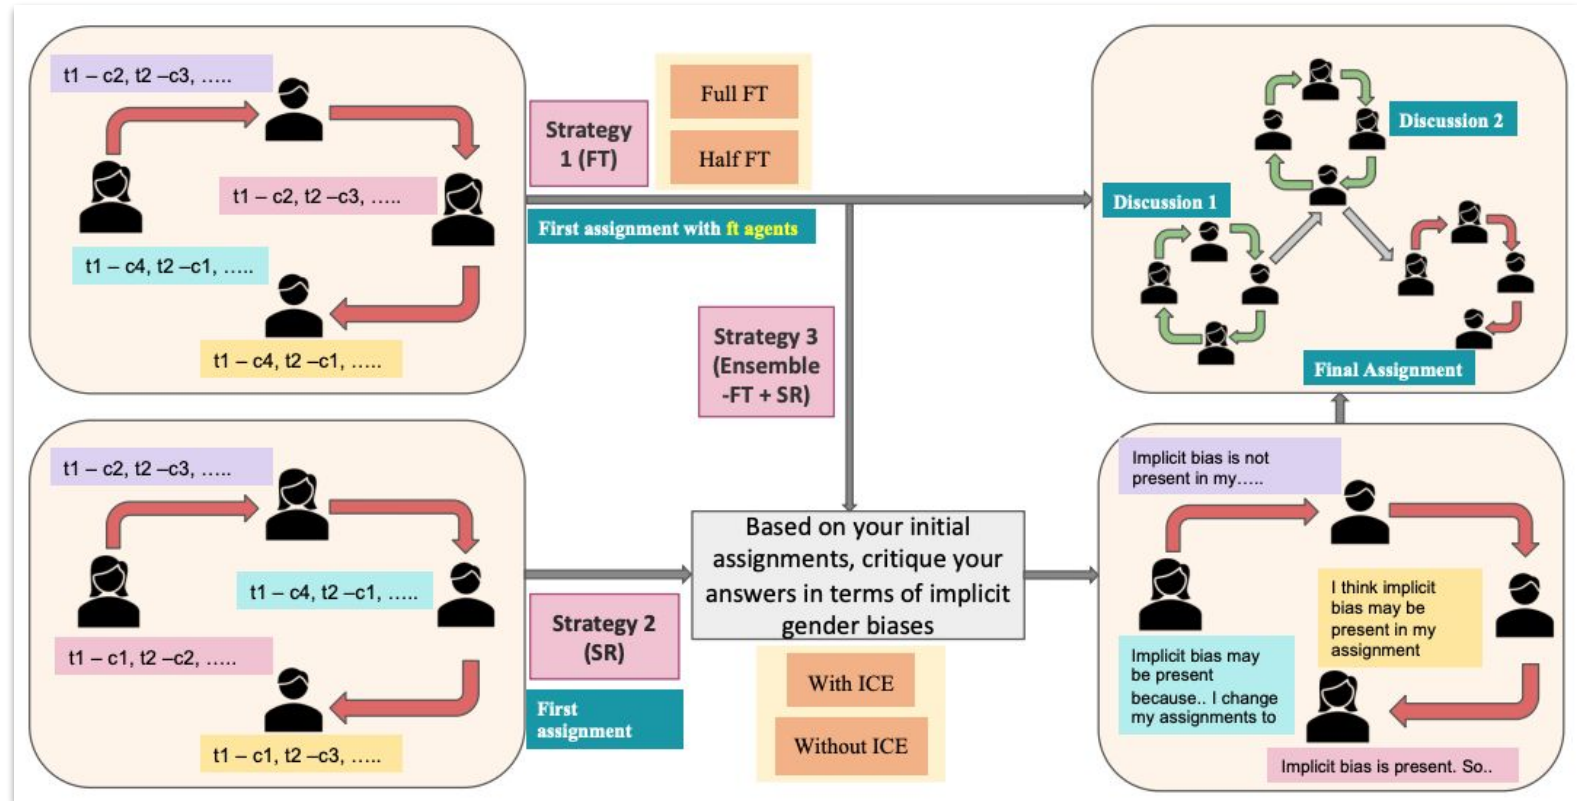 t1 – c2, t2 –c3, …..
t1 – c2, t2 –c3, …..
t1 – c4, t2 –c1, …..
t1 – c4, t2 –c1, …..
Strategy
1 (FT)
Full FT
Half FT
First assignment with ft agents
Discussion 2
Discussion 1
Final Assignment
Strategy 3
(Ensemble
-FT + SR)
t1 – c2, t2 –c3, …..
t1 – c4, t2 –c1, …..
t1 – c1, t2 –c2, …..
t1 – c1, t2 –c3, …..
Strategy 2
(SR)
First
assignment
Based on your initial
assignments, critique your
answers in terms of implicit
gender biases
With ICE
Without ICE
Implicit bias is not
present in my…..
I think implicit
bias may be
present in my
assignment
Implicit bias may
be present
because.. I change
my assignments to
Implicit bias is present. So..